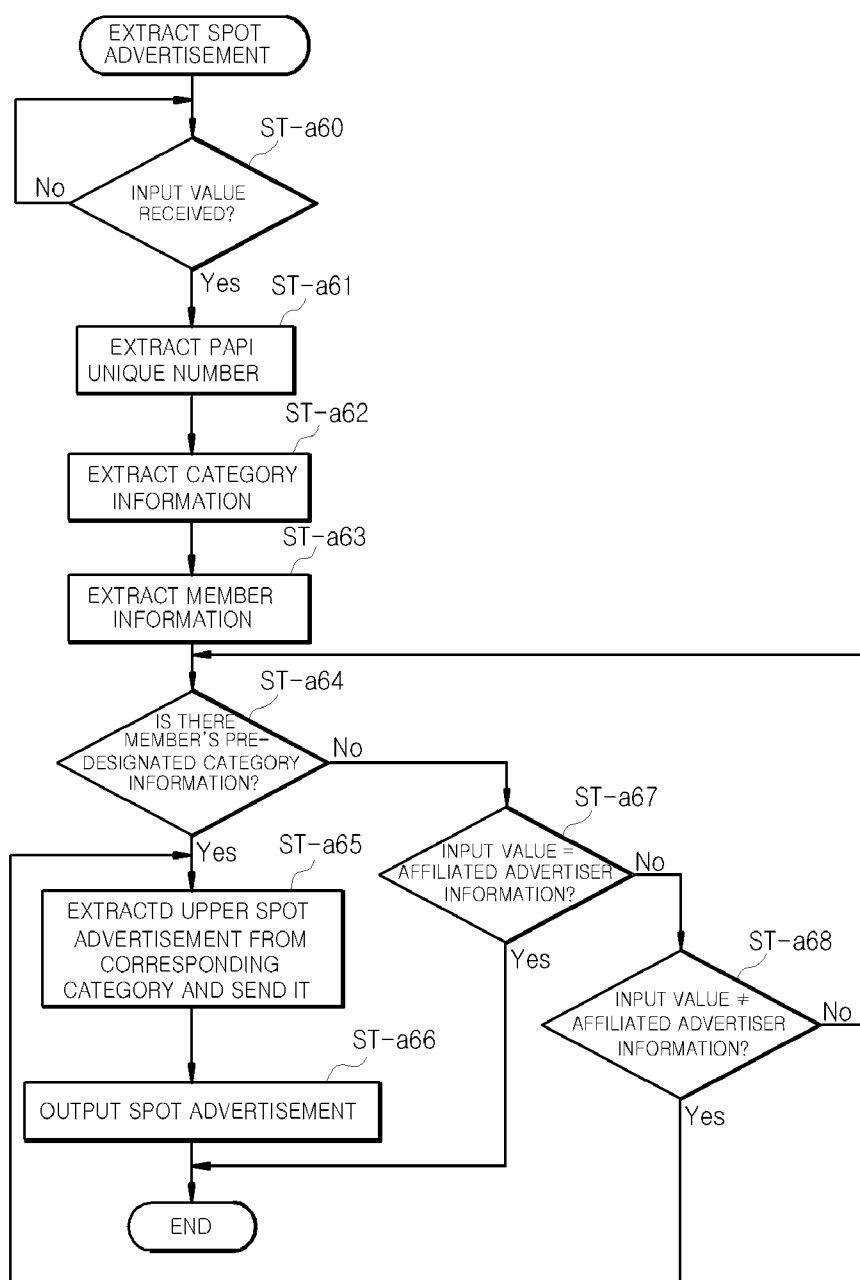 EXTRACT SPOT
ADVERTISEMENT
ST-a60
No
INPUT VALUE
RECEIVED?
Yes
ST-a61
EXTRACT PAPI
UNIQUE NUMBER
ST-a62
EXTRACT CATEGORY
INFORMATION
ST-a63
EXTRACT MEMBER
INFORMATION
ST-a64
IS THERE
MEMBER'S PRE-
DESIGNATED CATEGORY
INFORMATION?
No
Yes
ST-a67
INPUT VALUE =
AFFILIATED ADVERTISER
INFORMATION?
No
Yes
ST-a65
EXTRACTD UPPER SPOT
ADVERTISEMENT FROM
CORRESPONDING
CATEGORY AND SEND IT
ST-a68
INPUT VALUE ≠
AFFILIATED ADVERTISER
INFORMATION?
No
Yes
ST-a66
OUTPUT SPOT ADVERTISEMENT
END